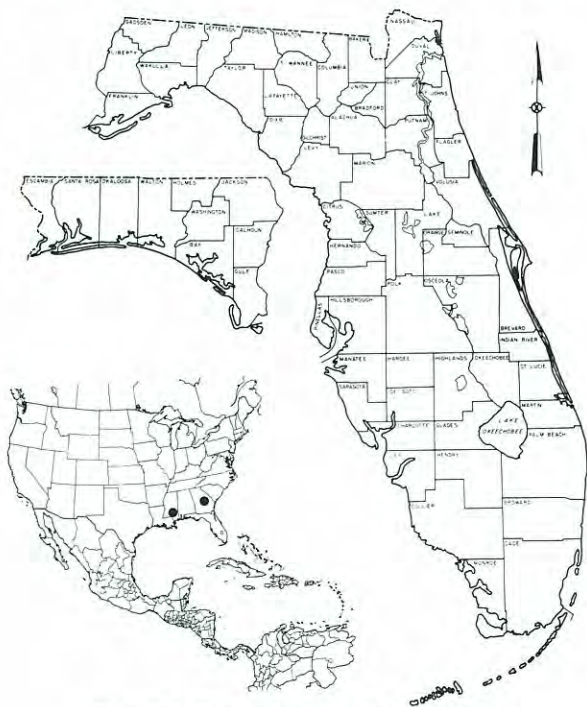 NASSAU
GADSDEN
LEON
JEFFERSON
MADISON
HAMILTON
BAKER
DUVAL
LIBERTY
WAKULLA
TAYLOR
COLUMBIA
UNION
CLAY
ST. JOHNS
FRANKLIN
LAFAYETTE
BRADFORD
PUTNAM
DIXIE
GILCHRIST
ALACHUA
LEVY
FLAGLER
MARION
VOLUSIA
ESCAMBIA
SANTA ROSA
OKALOOSA
WALTON
HOLMES
JACKSON
WASHINGTON
BAY
CALHOUN
GULF
CITRUS
SUMTER
LAKE
ORANGE
SEMINOLE
HERNANDO
PASCO
POLK
OSCEOLA
PINELLAS
HILLSBOROUGH
BREVARD
INDIAN RIVER
MANATEE
HARDEE
HIGHLANDS
OKEECHOBEE
ST. LUCIE
SARASOTA
MARTIN
CHARLOTTE
GLADES
LAKE
OKEECHOBEE
PALM BEACH
HENDRY
COLLIER
BROWARD
DADE
MONROE